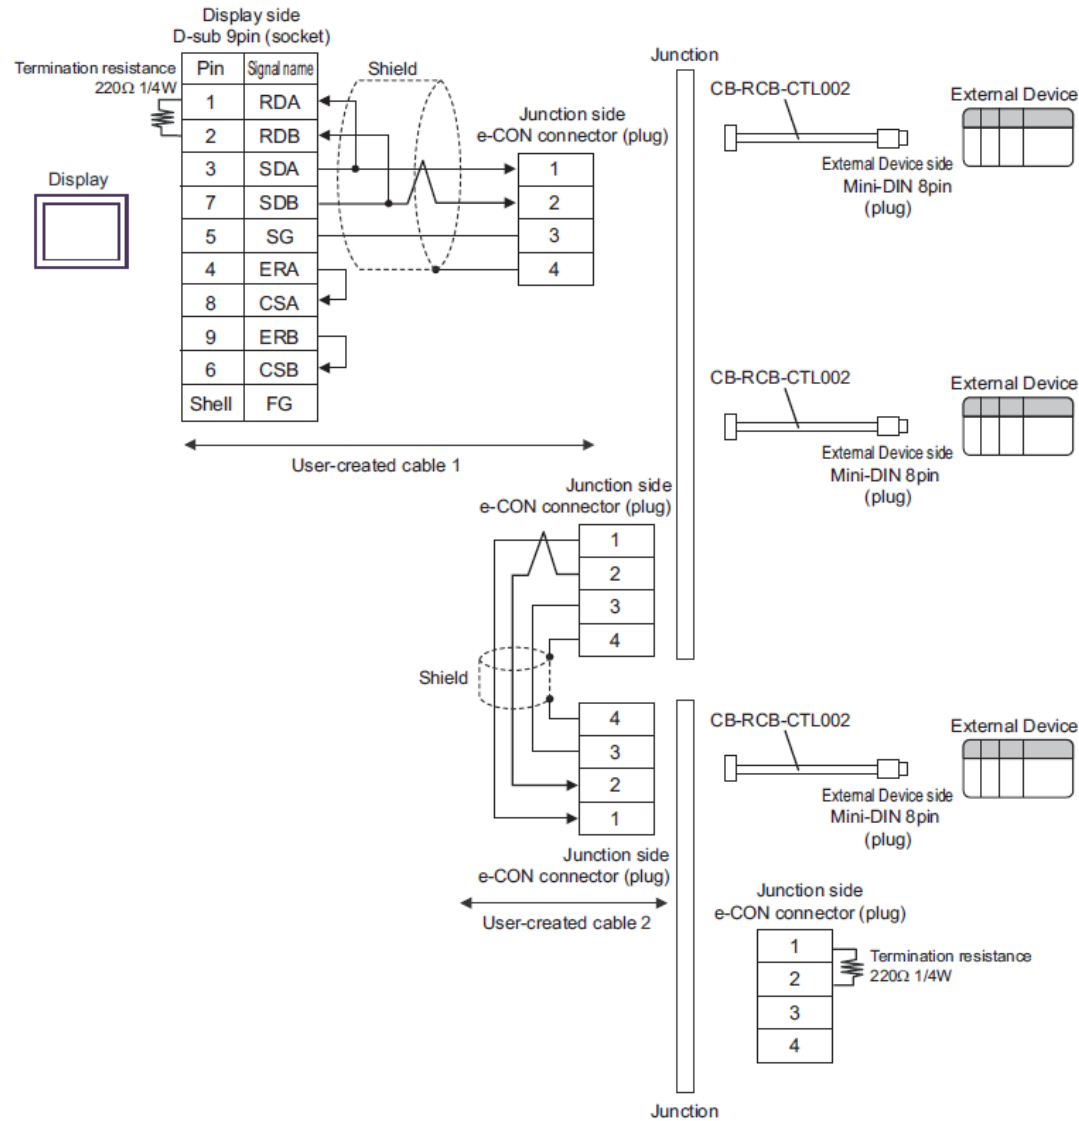 Display side
D-sub 9pin (socket)
Termination resistance
220Ω 1/4W
Pin Signal name
1 RDA
2 RDB
3 SDA
7 SDB
5 SG
4 ERA
8 CSA
9 ERB
6 CSB
Shell FG
Shield
Display
Junction side
e-CON connector (plug)
1
2
3
4
User-created cable 1
Junction
CB-RCB-CTL002
External Device
External Device side
Mini-DIN 8pin
(plug)
CB-RCB-CTL002
External Device
External Device side
Mini-DIN 8pin
(plug)
Junction side
e-CON connector (plug)
1
2
3
4
Shield
4
3
2
1
Junction side
e-CON connector (plug)
User-created cable 2
CB-RCB-CTL002
External Device
External Device side
Mini-DIN 8pin
(plug)
Junction side
e-CON connector (plug)
1
2
3
4
Termination resistance
220Ω 1/4W
Junction